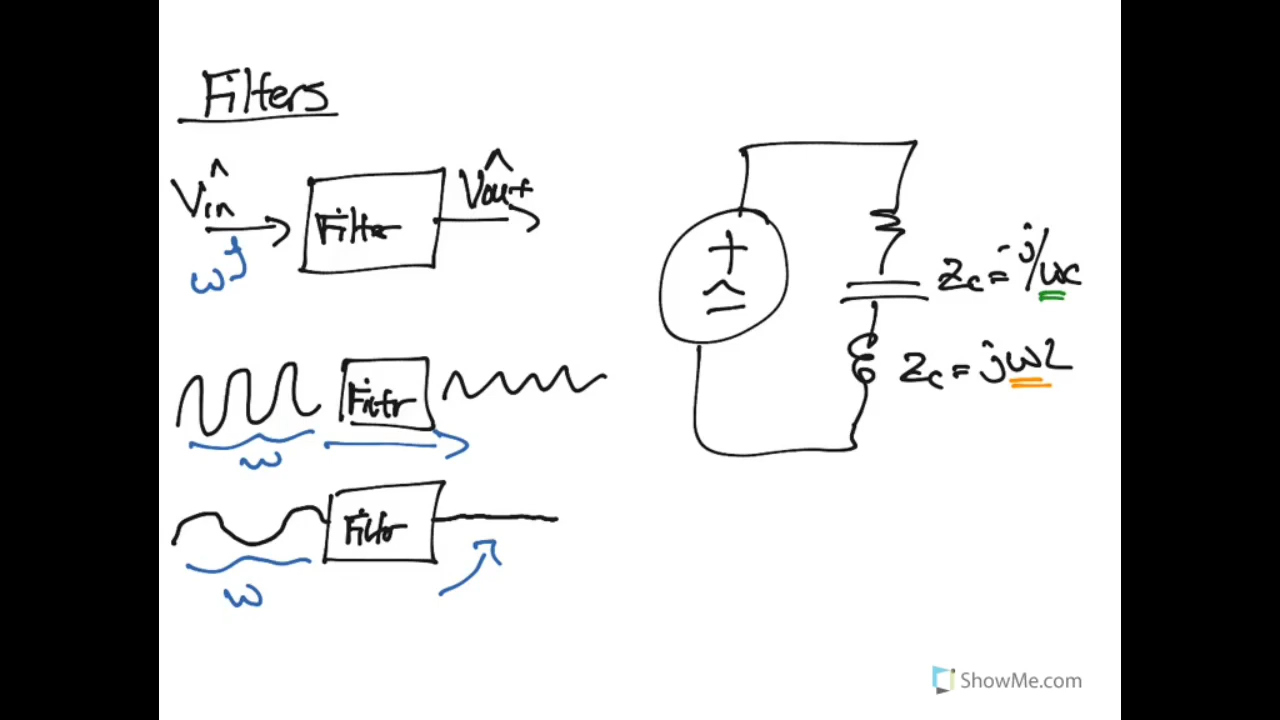 Filters
V̂in
Filter
V̂out
ω
+
Zc = -j/ωc
Filtr
Zc = jωL
ω
Filtr
ω
ShowMe.com